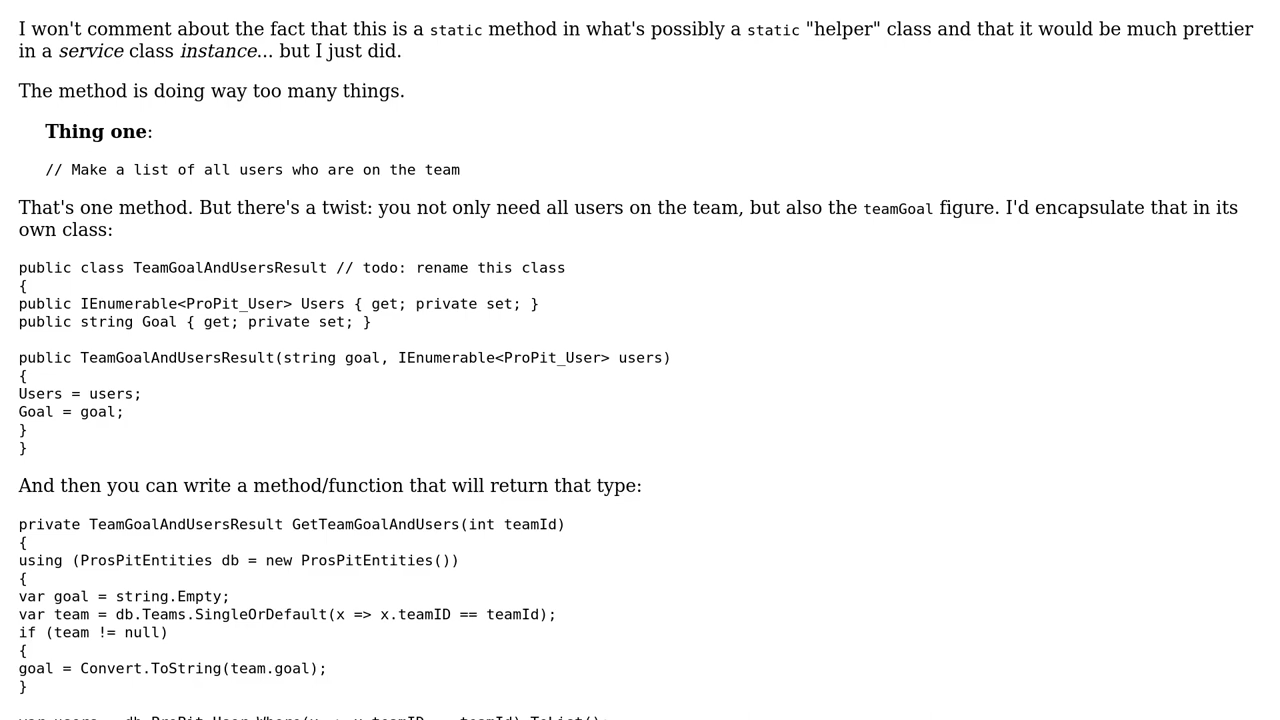 I won't comment about the fact that this is a static method in what's possibly a static "helper" class and that it would be much prettier
in a service class instance... but I just did.
The method is doing way too many things.
Thing one:
// Make a list of all users who are on the team
That's one method. But there's a twist: you not only need all users on the team, but also the teamGoal figure. I'd encapsulate that in its
own class:
public class TeamGoalAndUsersResult // todo: rename this class
{
public IEnumerable<ProPit_User> Users { get; private set; }
public string Goal { get; private set; }
public TeamGoalAndUsersResult(string goal, IEnumerable<ProPit_User> users)
{
Users = users;
Goal = goal;
}
}
And then you can write a method/function that will return that type:
private TeamGoalAndUsersResult GetTeamGoalAndUsers(int teamId)
{
using (ProsPitEntities db = new ProsPitEntities())
{
var goal = string.Empty;
var team = db.Teams.SingleOrDefault(x => x.teamID == teamId);
if (team != null)
{
goal = Convert.ToString(team.goal);
}